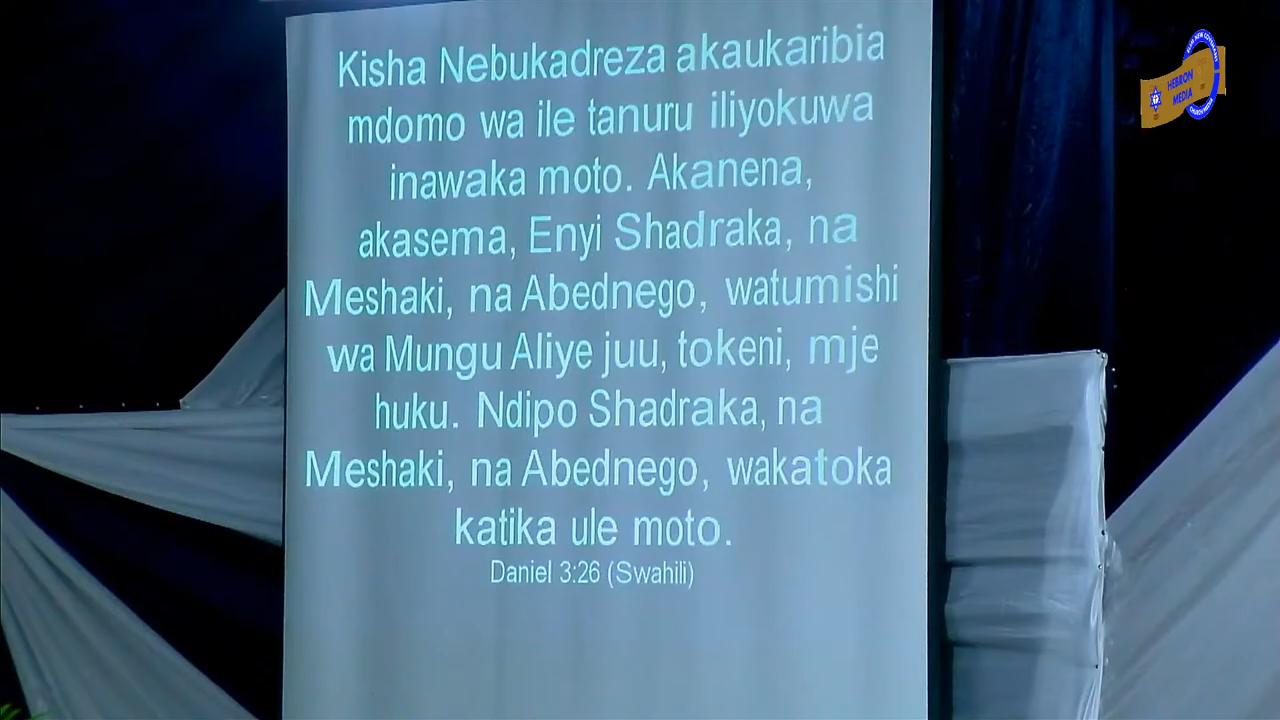 Kisha Nebukadreza akaukaribia
mdomo wa ile tanuru iliyokuwa
inawaka moto. Akanena,
akasema, Enyi Shadraka, na
Meshaki, na Abednego, watumishi
wa Mungu Aliye juu, tokeni, mje
huku. Ndipo Shadraka, na
Meshaki, na Abednego, wakatoka
katika ule moto.
Daniel 3:26 (Swahili)
HEBRON
MEDIA